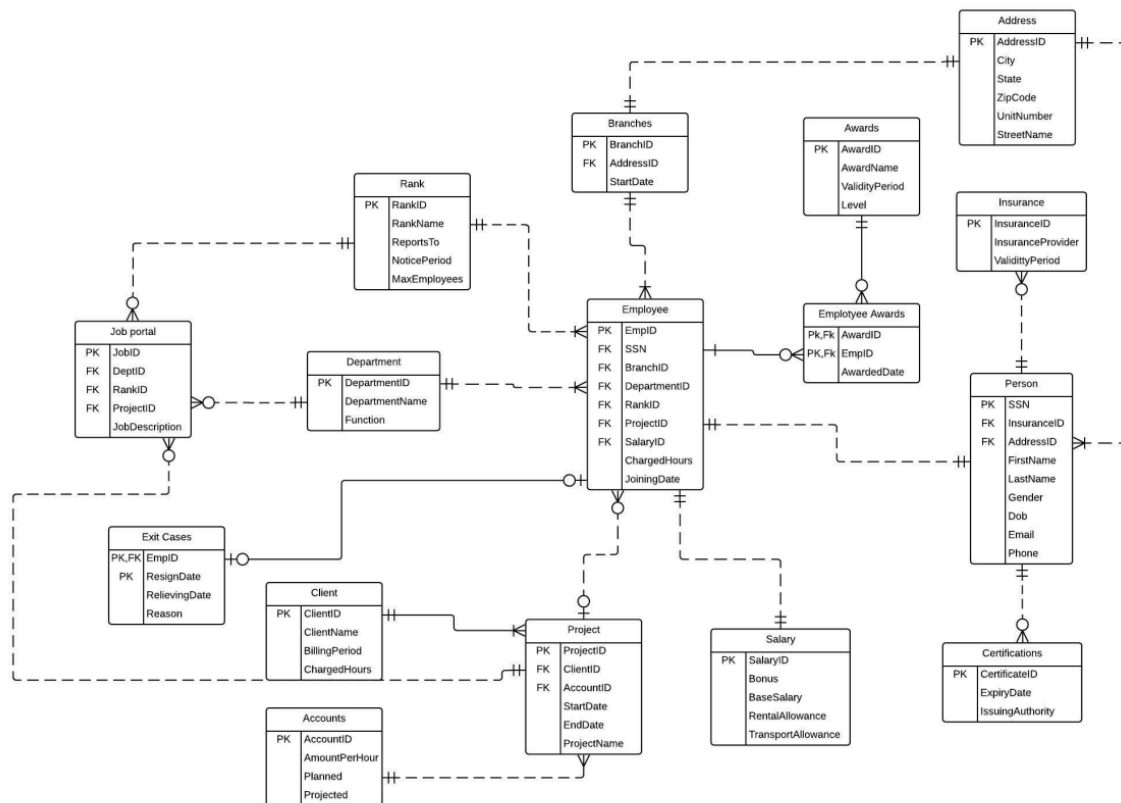 Address
PK AddressID
City
State
ZipCode
UnitNumber
StreetName
Branches
PK BranchID
FK AddressID
StartDate
Awards
PK AwardID
AwardName
ValidityPeriod
Level
Rank
PK RankID
RankName
ReportsTo
NoticePeriod
MaxEmployees
Insurance
PK InsuranceID
InsuranceProvider
ValidittyPeriod
Employee
PK EmpID
FK SSN
FK BranchID
FK DepartmentID
FK RankID
FK ProjectID
FK SalaryID
ChargedHours
JoiningDate
Emplotyee Awards
Pk,Fk AwardID
PK,Fk EmpID
AwardedDate
Job portal
PK JobID
FK DeptID
FK RankID
FK ProjectID
JobDescription
Department
PK DepartmentID
DepartmentName
Function
Person
PK SSN
FK InsuranceID
FK AddressID
FirstName
LastName
Gender
Dob
Email
Phone
Exit Cases
PK,FK EmpID
PK ResignDate
RelievingDate
Reason
Client
PK ClientID
ClientName
BillingPeriod
ChargedHours
Project
PK ProjectID
FK ClientID
FK AccountID
StartDate
EndDate
ProjectName
Salary
PK SalaryID
Bonus
BaseSalary
RentalAllowance
TransportAllowance
Certifications
PK CertificateID
ExpiryDate
IssuingAuthority
Accounts
PK AccountID
AmountPerHour
Planned
Projected